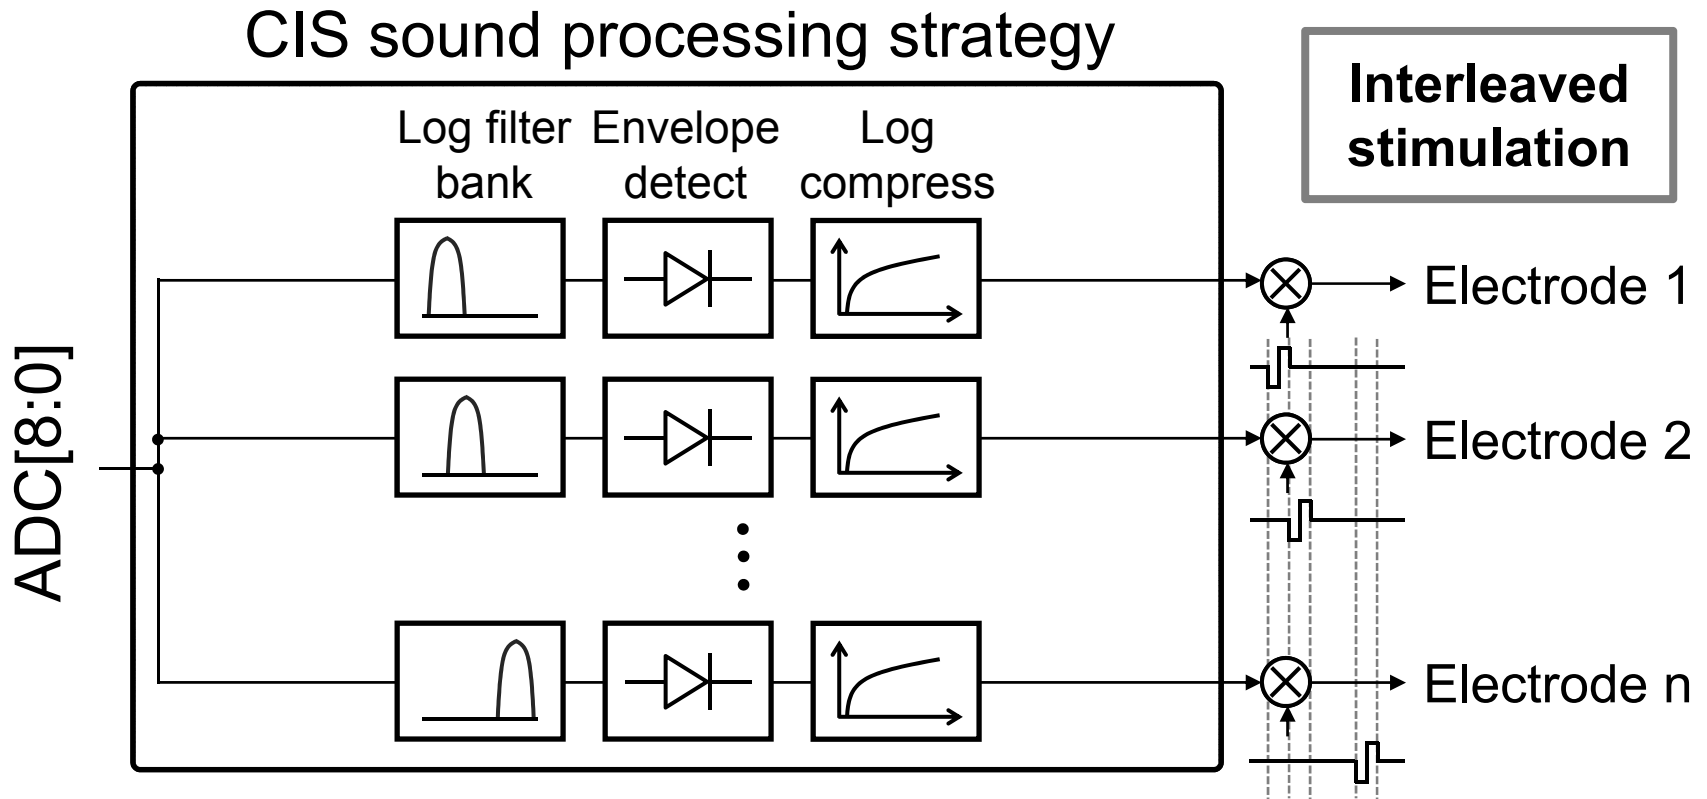 CIS sound processing strategy
Interleaved
stimulation
Log filter
bank
Envelope
detect
Log
compress
ADC[8:0]
Electrode 1
Electrode 2
Electrode n